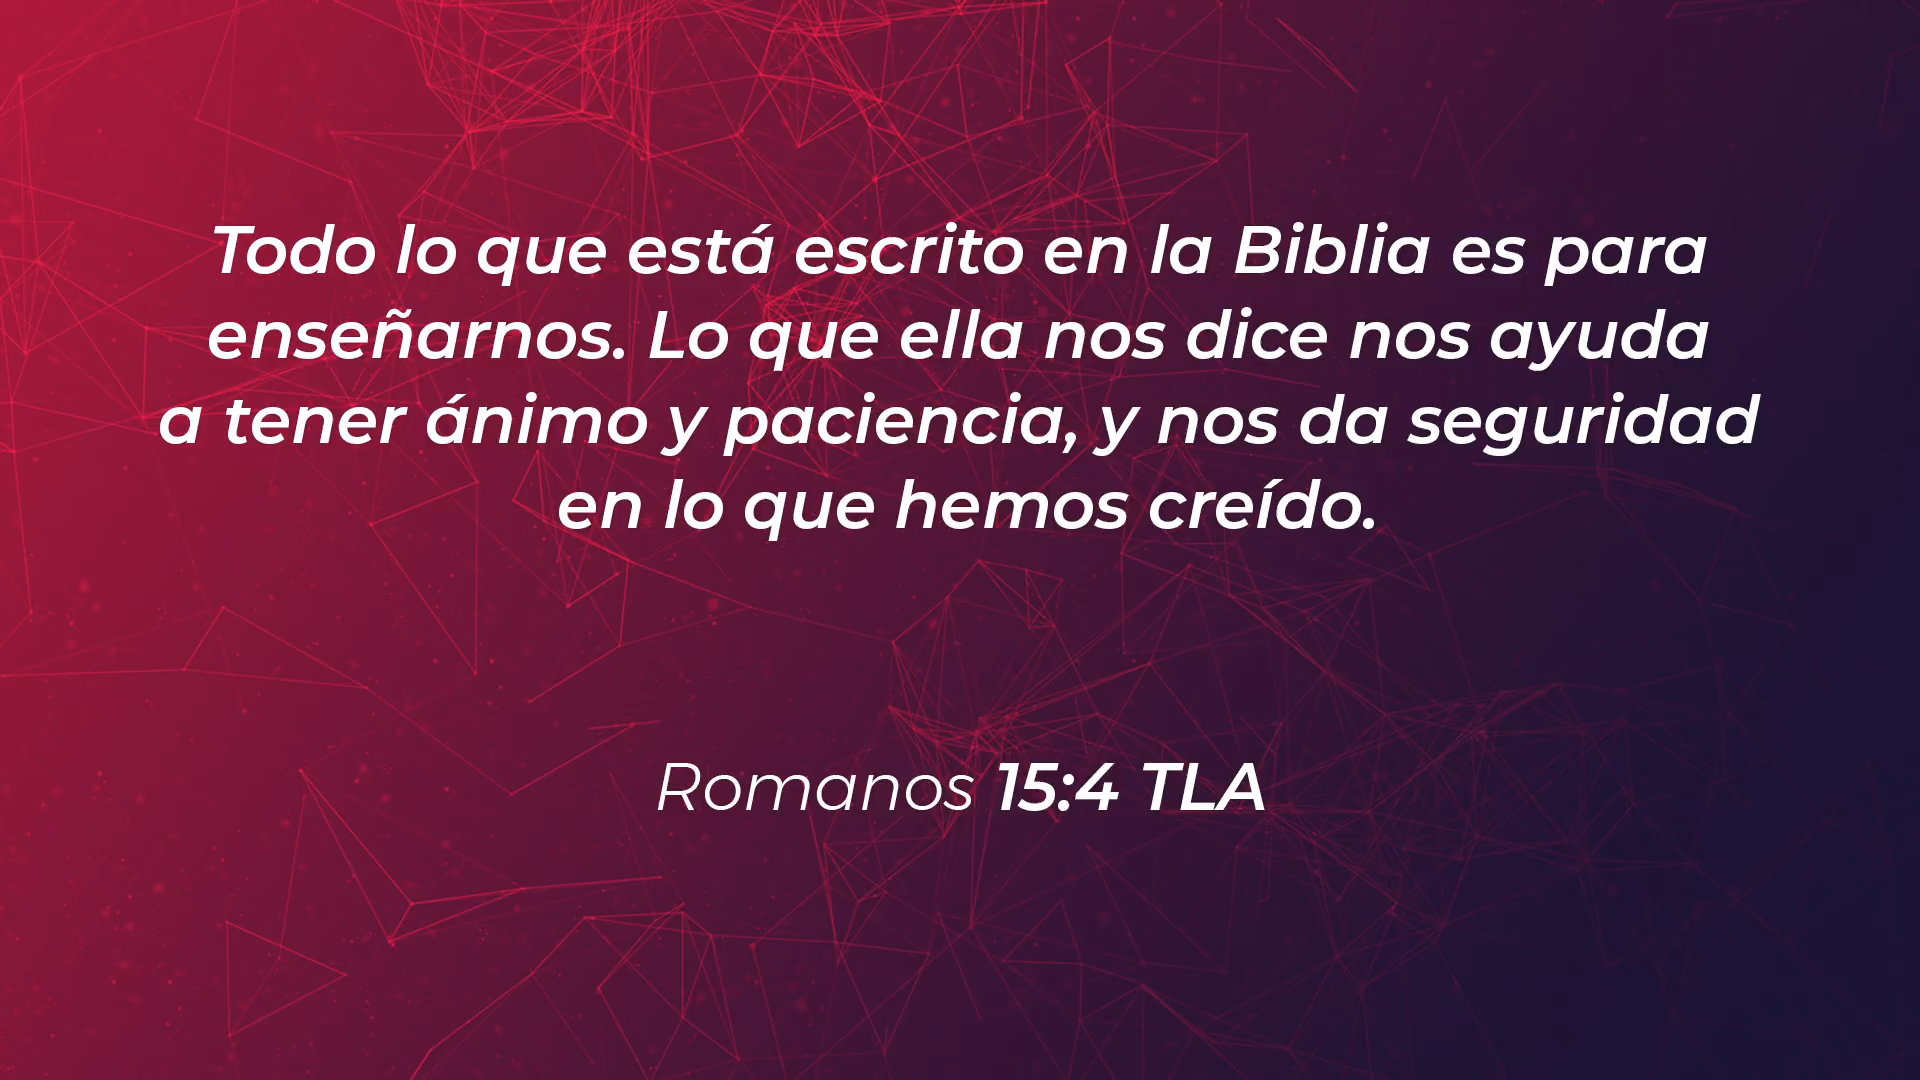 Todo lo que está escrito en la Biblia es para
enseñarnos. Lo que ella nos dice nos ayuda
a tener ánimo y paciencia, y nos da seguridad
en lo que hemos creído.
Romanos 15:4 TLA